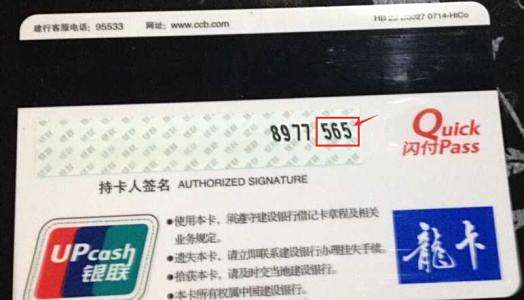 建行客服电话：95533 网址：www.ccb.com 0714-HiCo
8977 565
Quick
闪付Pass
持卡人签名 AUTHORIZED SIGNATURE
●使用本卡，须遵守建设银行借记卡章程及相关
业务规定。
●遗失本卡，请立即联系建设银行办理挂失手续。
●拾获本卡，请及时交当地建设银行。
●本卡所有权属中国建设银行。
UPcash
银联
龍卡